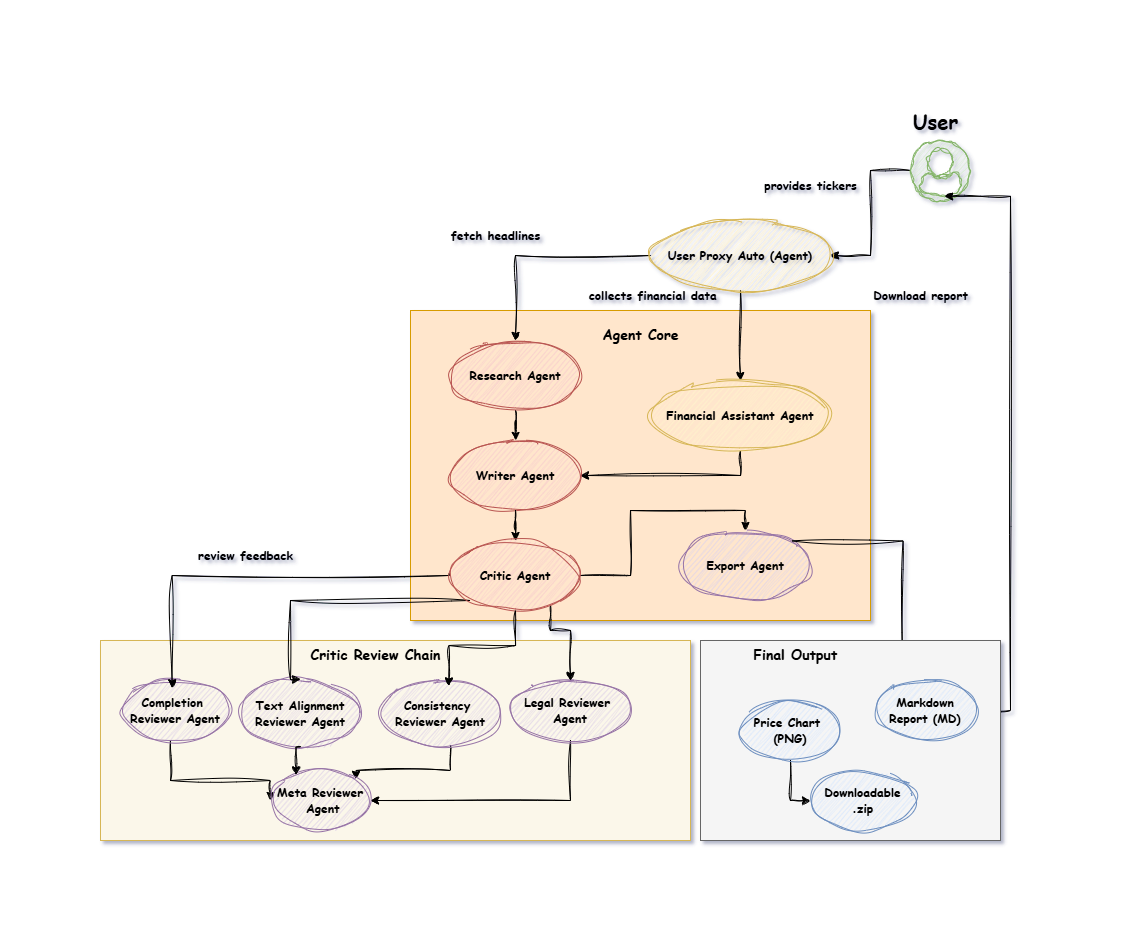 User
provides tickers
fetch headlines
User Proxy Auto (Agent)
collects financial data
Download report
Agent Core
Research Agent
Financial Assistant Agent
Writer Agent
Critic Agent
Export Agent
review feedback
Critic Review Chain
Completion
Reviewer Agent
Text Alignment
Reviewer Agent
Consistency
Reviewer Agent
Legal Reviewer
Agent
Meta Reviewer
Agent
Final Output
Price Chart
(PNG)
Markdown
Report (MD)
Downloadable
.zip